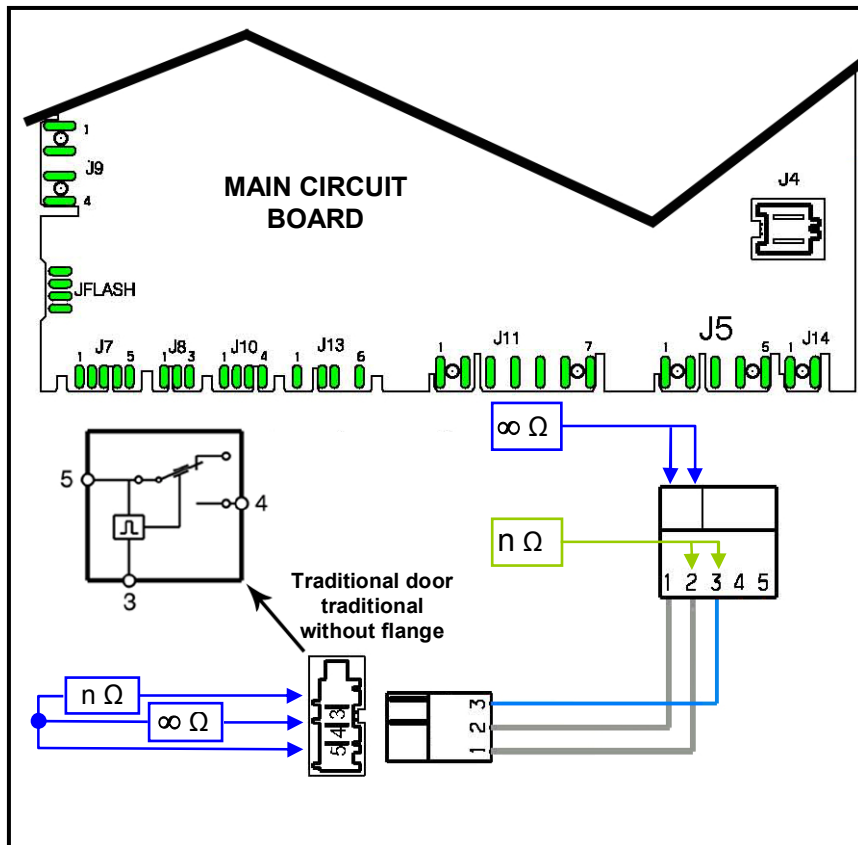 1
J9
4
MAIN CIRCUIT
BOARD
J4
JFLASH
J7
1 5
J8
1 3
J10
1 4
J13
1 6
J11
1 7
J5
1 5
J14
1
∞ Ω
n Ω
1 2 3 4 5
5
4
3
Traditional door
traditional
without flange
n Ω
∞ Ω
3
4
5
3
2
1